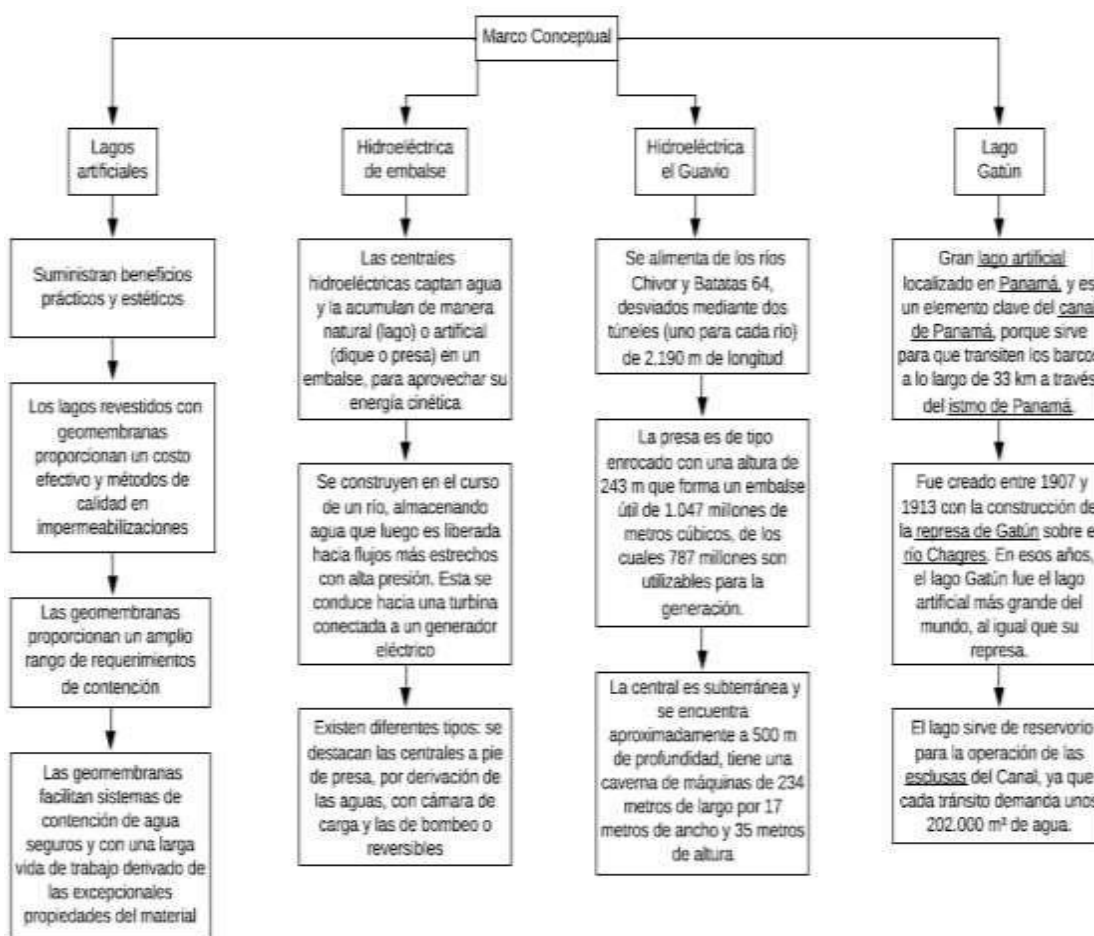 Marco Conceptual
Lagos
artificiales
Suministran beneficios
prácticos y estéticos
Los lagos revestidos con
geomembranas
proporcionan un costo
efectivo y métodos de
calidad en
impermeabilizaciones
Las geomembranas
proporcionan un amplio
rango de requerimientos
de contención
Las geomembranas
facilitan sistemas de
contención de agua
seguros y con una larga
vida de trabajo derivado de
las excepcionales
propiedades del material
Hidroeléctrica
de embalse
Las centrales
hidroeléctricas captan agua
y la acumulan de manera
natural (lago) o artificial
(dique o presa) en un
embalse, para aprovechar su
energía cinética
Se construyen en el curso
de un río, almacenando
agua que luego es liberada
hacia flujos más estrechos
con alta presión. Esta se
conduce hacia una turbina
conectada a un generador
eléctrico
Existen diferentes tipos: se
destacan las centrales a pie
de presa, por derivación de
las aguas, con cámara de
carga y las de bombeo o
reversibles
Hidroeléctrica
el Guavio
Se alimenta de los ríos
Chivor y Batatas 64,
desviados mediante dos
túneles (uno para cada río)
de 2.190 m de longitud
La presa es de tipo
enrocado con una altura de
243 m que forma un embalse
útil de 1.047 millones de
metros cúbicos, de los
cuales 787 millones son
utilizables para la
generación.
La central es subterránea y
se encuentra
aproximadamente a 500 m
de profundidad, tiene una
caverna de máquinas de 234
metros de largo por 17
metros de ancho y 35 metros
de altura
Lago
Gatún
Gran lago artificial
localizado en Panamá, y es
un elemento clave del canal
de Panamá, porque sirve
para que transiten los barcos
a lo largo de 33 km a través
del istmo de Panamá.
Fue creado entre 1907 y
1913 con la construcción de
la represa de Gatún sobre el
río Chagres. En esos años,
el lago Gatún fue el lago
artificial más grande del
mundo, al igual que su
represa.
El lago sirve de reservorio
para la operación de las
esclusas del Canal, ya que
cada tránsito demanda unos
202.000 m³ de agua.